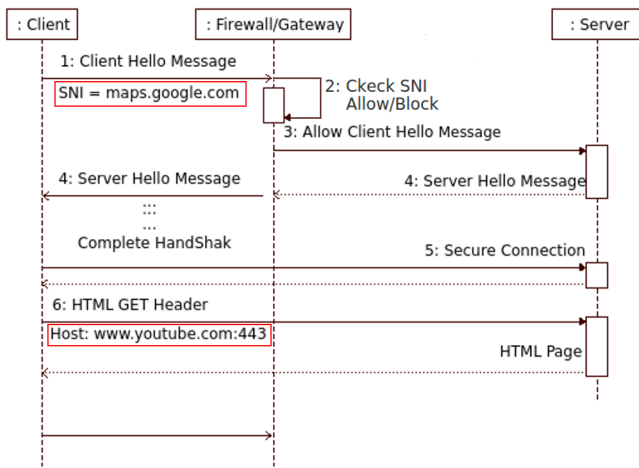 : Client
: Firewall/Gateway
: Server
1: Client Hello Message
SNI = maps.google.com
2: Ckeck SNI
Allow/Block
3: Allow Client Hello Message
4: Server Hello Message
4: Server Hello Message
:::
...
Complete HandShak
5: Secure Connection
6: HTML GET Header
Host: www.youtube.com:443
HTML Page